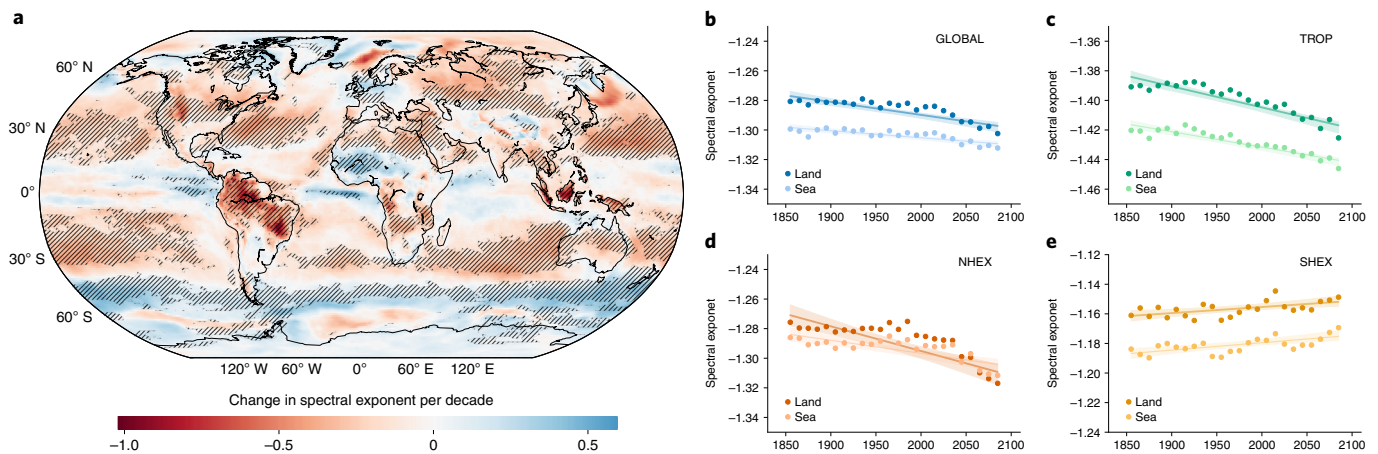 a
60° N
30° N
0°
30° S
60° S
120° W 60° W 0° 60° E 120° E
Change in spectral exponent per decade
−1.0 −0.5 0 0.5
b
GLOBAL
Spectral exponet
−1.24
−1.26
−1.28
−1.30
−1.32
−1.34
Land
Sea
1850 1900 1950 2000 2050 2100
c
TROP
Spectral exponet
−1.36
−1.38
−1.40
−1.42
−1.44
−1.46
Land
Sea
1850 1900 1950 2000 2050 2100
d
NHEX
Spectral exponet
−1.24
−1.26
−1.28
−1.30
−1.32
−1.34
Land
Sea
1850 1900 1950 2000 2050 2100
e
SHEX
Spectral exponet
−1.12
−1.14
−1.16
−1.18
−1.20
−1.22
−1.24
Land
Sea
1850 1900 1950 2000 2050 2100